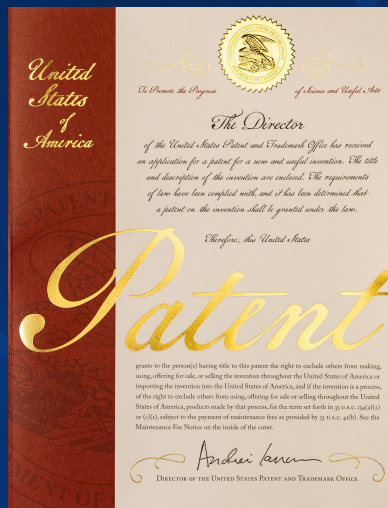 United
States
of
America
To Promote the Progress of Science and Useful Arts
The Director
of the United States Patent and Trademark Office has received
an application for a patent for a new and useful invention. The title
and description of the invention are enclosed. The requirements
of law have been complied with, and it has been determined that
a patent on the invention shall be granted under the law.
Therefore, this United States
Patent
grants to the person(s) having title to this patent the right to exclude others from making,
using, offering for sale, or selling the invention throughout the United States of America or
importing the invention into the United States of America, and if the invention is a process,
of the right to exclude others from using, offering for sale or selling throughout the United
States of America, products made by that process, for the term set forth in 35 U.S.C. 154(a)(2)
or (c)(1), subject to the payment of maintenance fees as provided by 35 U.S.C. 41(b). See the
Maintenance Fee Notice on the inside of the cover.
Andrei Iancu
Director of the United States Patent and Trademark Office